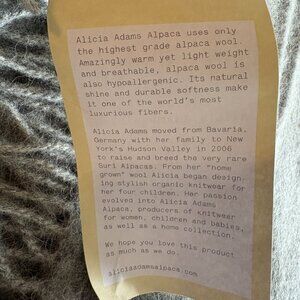 Alicia Adams Alpaca uses only
the highest grade alpaca wool.
Amazingly warm yet light weight
and breathable, alpaca wool is
also hypoallergenic. Its natural
shine and durable softness make
it one of the world's most
luxurious fibers.
Alicia Adams moved from Bavaria,
Germany with her family to New
York's Hudson Valley in 2006
to raise and breed the very rare
Suri Alpacas. From her "home
grown" wool Alicia began design-
ing stylish organic knitwear for
her four children. Her passion
evolved into Alicia Adams
Alpaca, producers of knitwear
for women, children and babies,
as well as a home collection.
We hope you love this product
as much as we do.
aliciaadamsalpaca.com